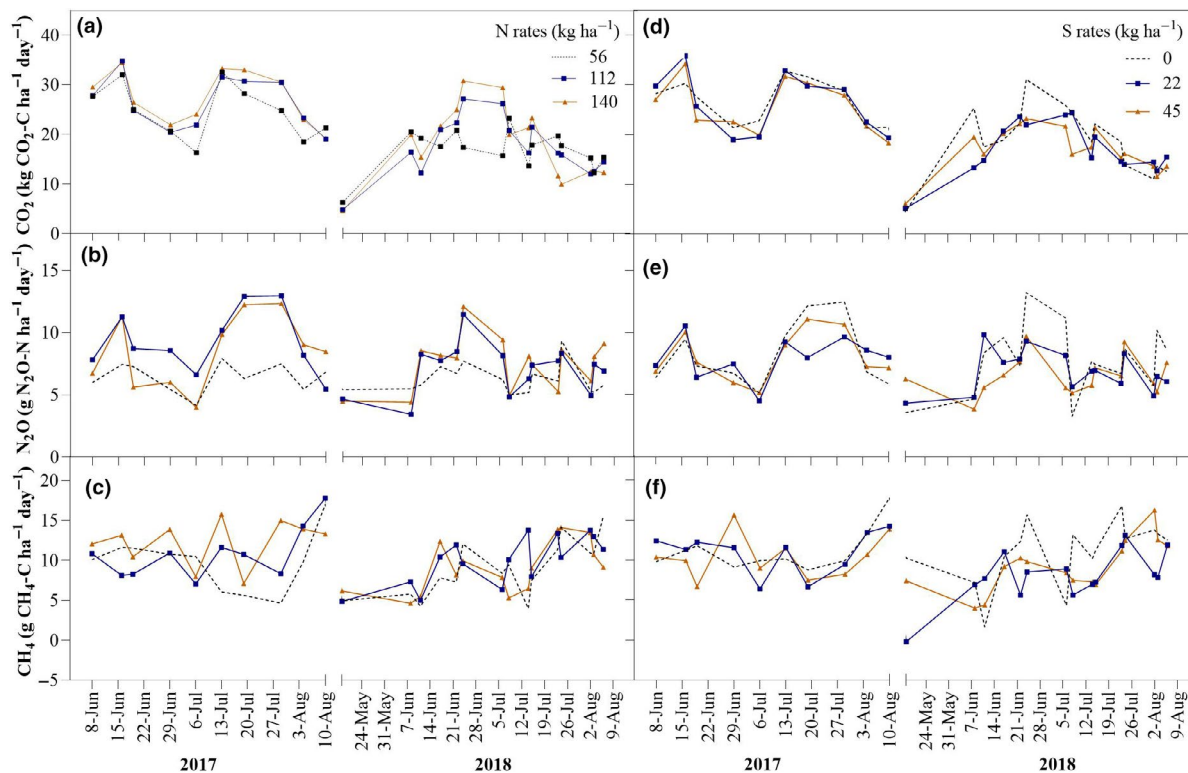 (a)
N rates (kg ha⁻¹)
56
112
140
CO₂ (kg CO₂-C ha⁻¹ day⁻¹)
40
30
20
10
0
(d)
S rates (kg ha⁻¹)
0
22
45
(b)
N₂O (g N₂O-N ha⁻¹ day⁻¹)
15
10
5
0
(e)
(c)
CH₄ (g CH₄-C ha⁻¹ day⁻¹)
20
15
10
5
0
−5
(f)
8-Jun
15-Jun
22-Jun
29-Jun
6-Jul
13-Jul
20-Jul
27-Jul
3-Aug
10-Aug
24-May
31-May
7-Jun
14-Jun
21-Jun
28-Jun
5-Jul
12-Jul
19-Jul
26-Jul
2-Aug
9-Aug
8-Jun
15-Jun
22-Jun
29-Jun
6-Jul
13-Jul
20-Jul
27-Jul
3-Aug
10-Aug
24-May
31-May
7-Jun
14-Jun
21-Jun
28-Jun
5-Jul
12-Jul
19-Jul
26-Jul
2-Aug
9-Aug
2017
2018
2017
2018